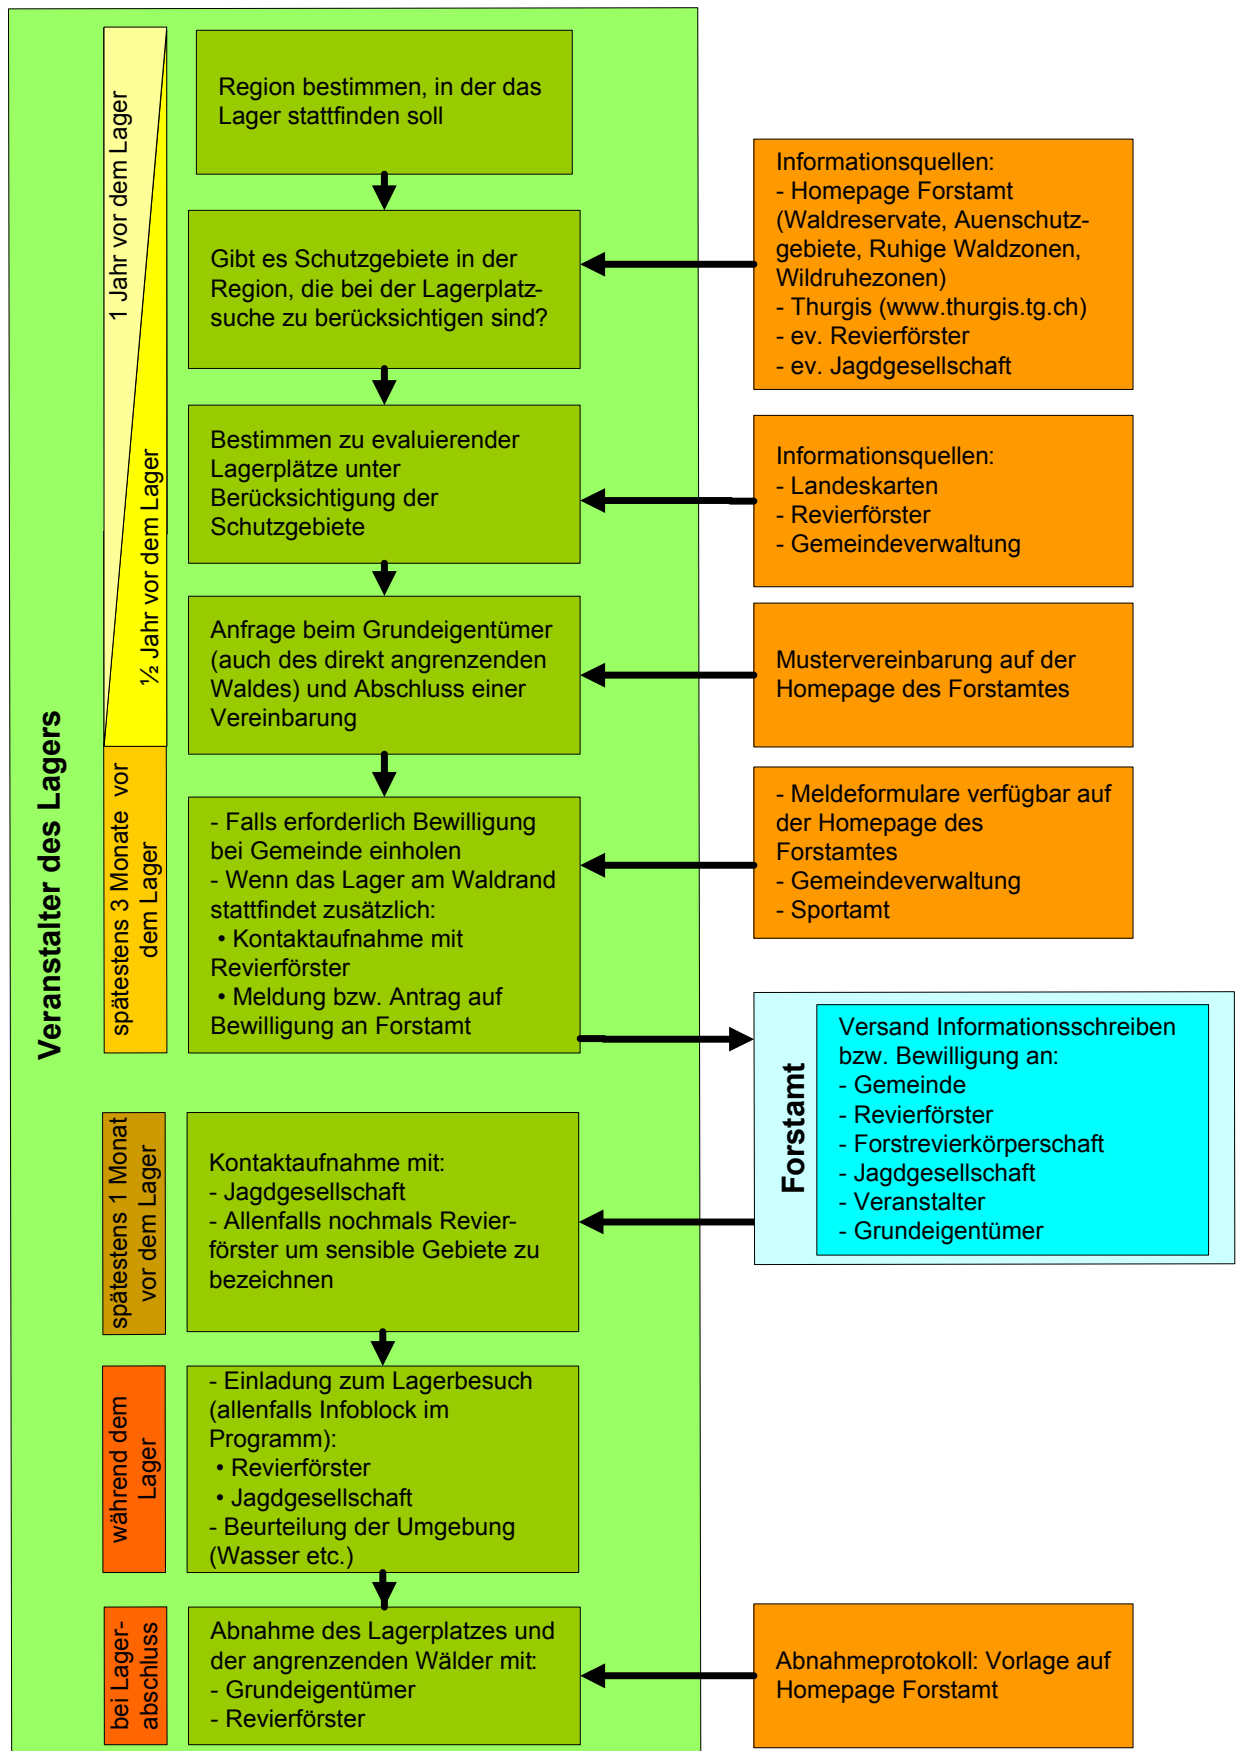 Veranstalter des Lagers
1 Jahr vor dem Lager
½ Jahr vor dem Lager
Region bestimmen, in der das
Lager stattfinden soll
Gibt es Schutzgebiete in der
Region, die bei der Lagerplatz-
suche zu berücksichtigen sind?
Informationsquellen:
- Homepage Forstamt
(Waldreservate, Auenschutz-
gebiete, Ruhige Waldzonen,
Wildruhezonen)
- Thurgis (www.thurgis.tg.ch)
- ev. Revierförster
- ev. Jagdgesellschaft
Bestimmen zu evaluierender
Lagerplätze unter
Berücksichtigung der
Schutzgebiete
Informationsquellen:
- Landeskarten
- Revierförster
- Gemeindeverwaltung
Anfrage beim Grundeigentümer
(auch des direkt angrenzenden
Waldes) und Abschluss einer
Vereinbarung
Mustervereinbarung auf der
Homepage des Forstamtes
spätestens 3 Monate vor
dem Lager
- Falls erforderlich Bewilligung
bei Gemeinde einholen
- Wenn das Lager am Waldrand
stattfindet zusätzlich:
• Kontaktaufnahme mit
Revierförster
• Meldung bzw. Antrag auf
Bewilligung an Forstamt
- Meldeformulare verfügbar auf
der Homepage des
Forstamtes
- Gemeindeverwaltung
- Sportamt
Forstamt
Versand Informationsschreiben
bzw. Bewilligung an:
- Gemeinde
- Revierförster
- Forstrevierkörperschaft
- Jagdgesellschaft
- Veranstalter
- Grundeigentümer
spätestens 1 Monat
vor dem Lager
Kontaktaufnahme mit:
- Jagdgesellschaft
- Allenfalls nochmals Revier-
förster um sensible Gebiete zu
bezeichnen
während dem
Lager
- Einladung zum Lagerbesuch
(allenfalls Infoblock im
Programm):
• Revierförster
• Jagdgesellschaft
- Beurteilung der Umgebung
(Wasser etc.)
bei Lager-
abschluss
Abnahme des Lagerplatzes und
der angrenzenden Wälder mit:
- Grundeigentümer
- Revierförster
Abnahmeprotokoll: Vorlage auf
Homepage Forstamt